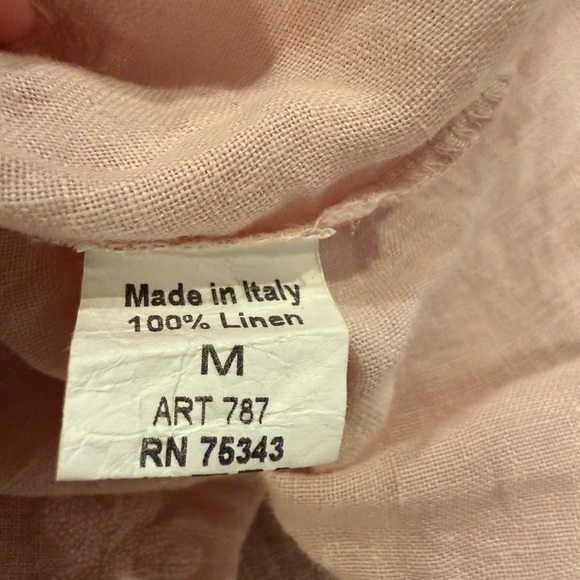 Made in Italy
100% Linen
M
ART 787
RN 75343